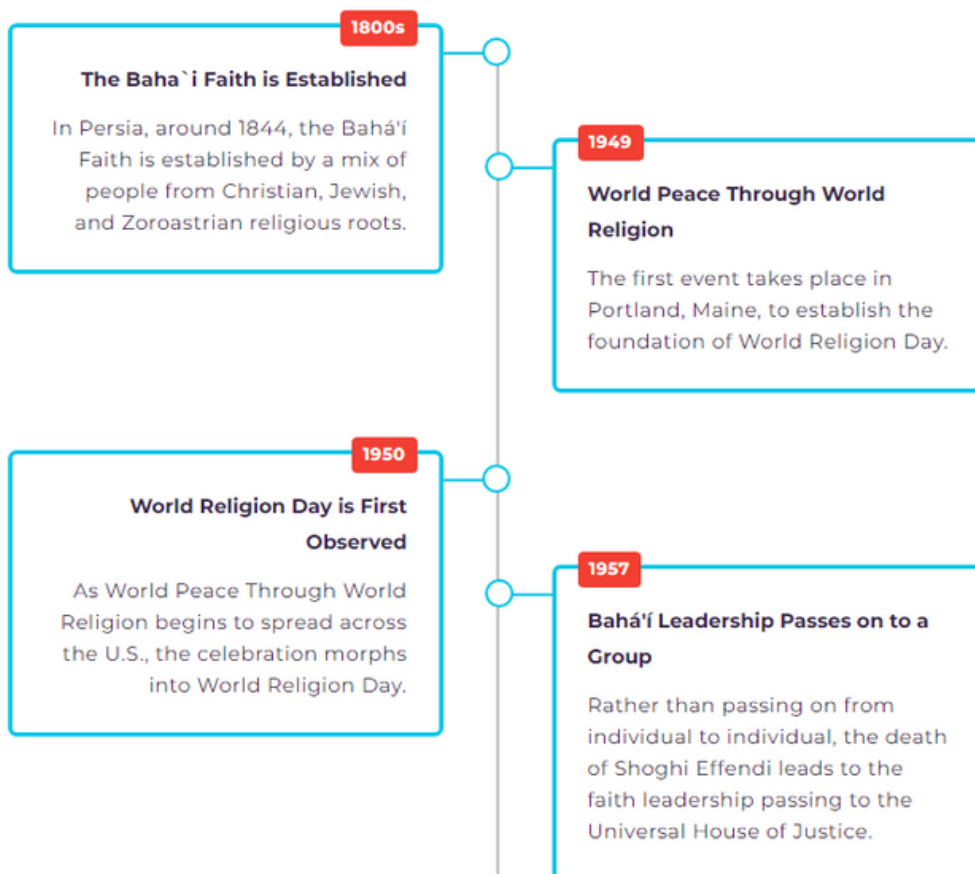 1800s
The Baha`i Faith is Established
In Persia, around 1844, the Bahá'í
Faith is established by a mix of
people from Christian, Jewish,
and Zoroastrian religious roots.
1949
World Peace Through World
Religion
The first event takes place in
Portland, Maine, to establish the
foundation of World Religion Day.
1950
World Religion Day is First
Observed
As World Peace Through World
Religion begins to spread across
the U.S., the celebration morphs
into World Religion Day.
1957
Bahá'í Leadership Passes on to a
Group
Rather than passing on from
individual to individual, the death
of Shoghi Effendi leads to the
faith leadership passing to the
Universal House of Justice.